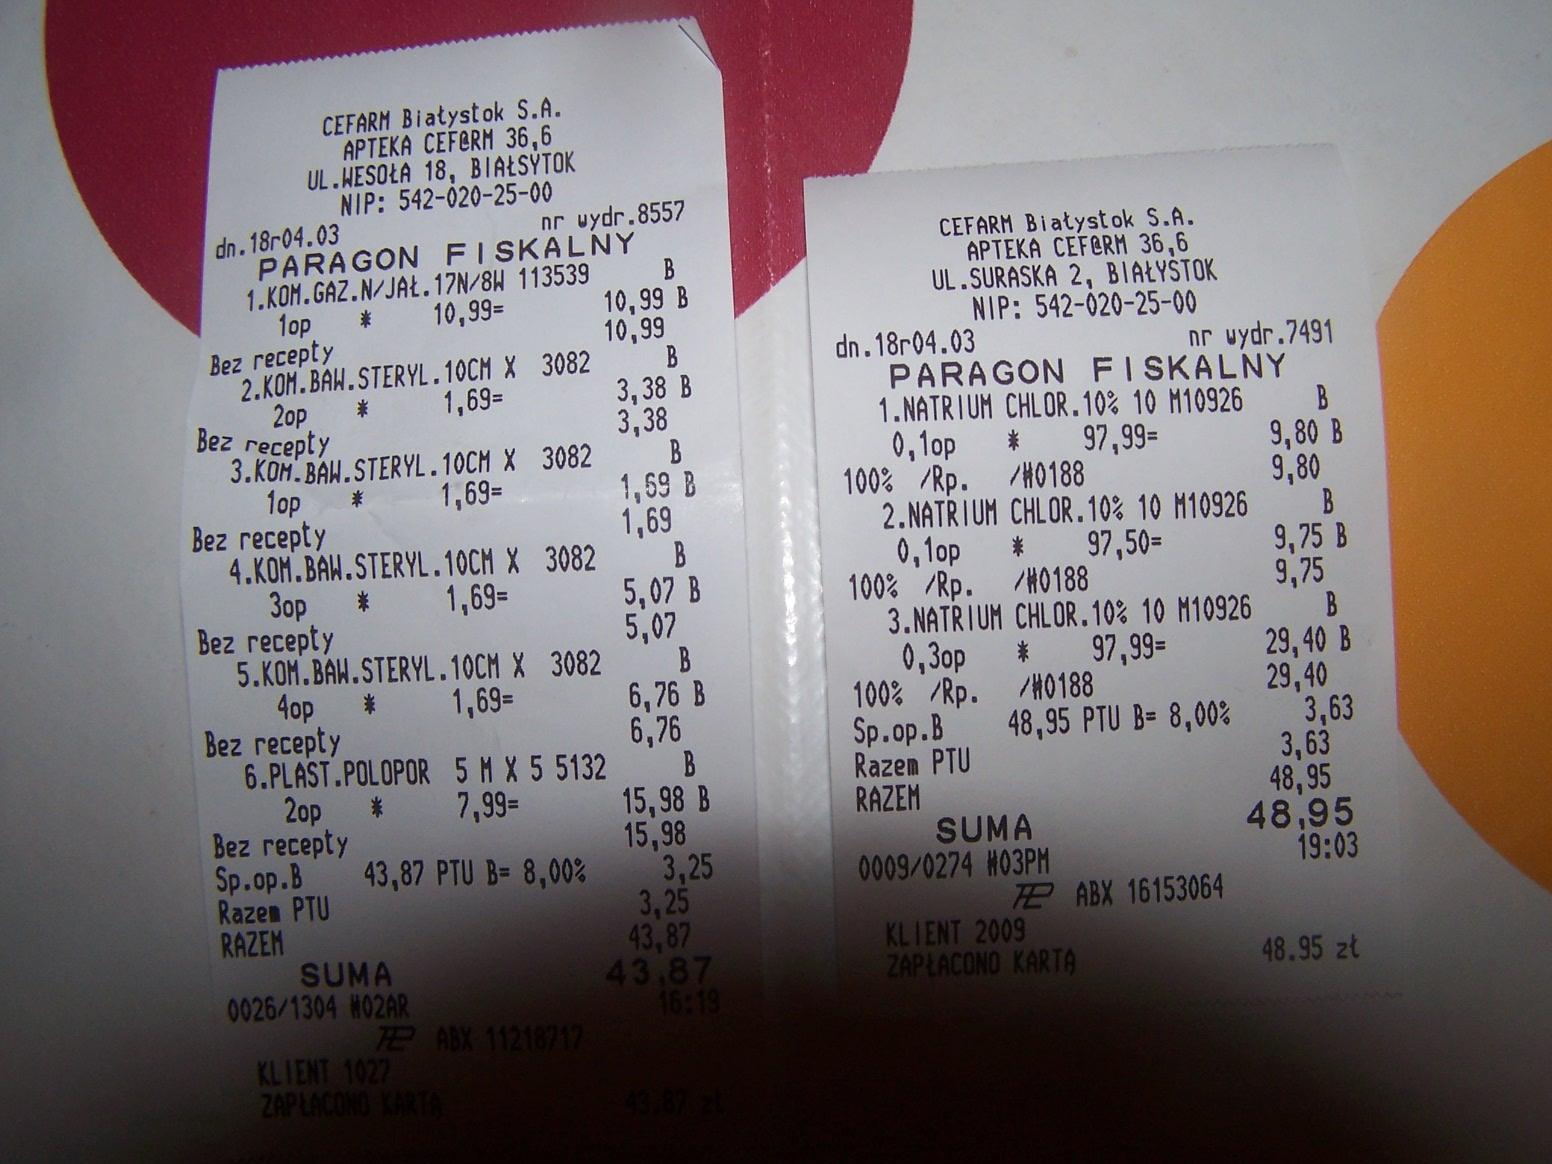 CEFARM Białystok S.A.
APTEKA CEF@RM 36,6
UL.WESOŁA 18, BIAŁSYTOK
NIP: 542-020-25-00
dn.18r04.03 nr wydr.8557
PARAGON FISKALNY
1.KOM.GAZ.N/JAŁ.17N/8W 113539 B
1op * 10,99= 10,99 B
10,99
Bez recepty
2.KOM.BAW.STERYL.10CM X 3082 B
2op * 1,69= 3,38 B
3,38
Bez recepty
3.KOM.BAW.STERYL.10CM X 3082 B
1op * 1,69= 1,69 B
1,69
Bez recepty
4.KOM.BAW.STERYL.10CM X 3082 B
3op * 1,69= 5,07 B
5,07
Bez recepty
5.KOM.BAW.STERYL.10CM X 3082 B
4op * 1,69= 6,76 B
6,76
Bez recepty
6.PLAST.POLOPOR 5 M X 5 5132 B
2op * 7,99= 15,98 B
15,98
Bez recepty
Sp.op.B 43,87 PTU B= 8,00% 3,25
Razem PTU 3,25
RAZEM 43,87
SUMA 43,87
0026/1304 #02AR 16:19
ABX 11218717
KLIENT 1027
ZAPŁACONO KARTĄ 43.87 zł
CEFARM Białystok S.A.
APTEKA CEF@RM 36,6
UL.SURASKA 2, BIAŁYSTOK
NIP: 542-020-25-00
dn.18r04.03 nr wydr.7491
PARAGON FISKALNY
1.NATRIUM CHLOR.10% 10 M10926 B
0,1op * 97,99= 9,80 B
100% /Rp. /#0188 9,80
2.NATRIUM CHLOR.10% 10 M10926 B
0,1op * 97,50= 9,75 B
100% /Rp. /#0188 9,75
3.NATRIUM CHLOR.10% 10 M10926 B
0,3op * 97,99= 29,40 B
100% /Rp. /#0188 29,40
Sp.op.B 48,95 PTU B= 8,00% 3,63
Razem PTU 3,63
RAZEM 48,95
SUMA 48,95
0009/0274 #03PM 19:03
ABX 16153064
KLIENT 2009
ZAPŁACONO KARTĄ 48.95 zł